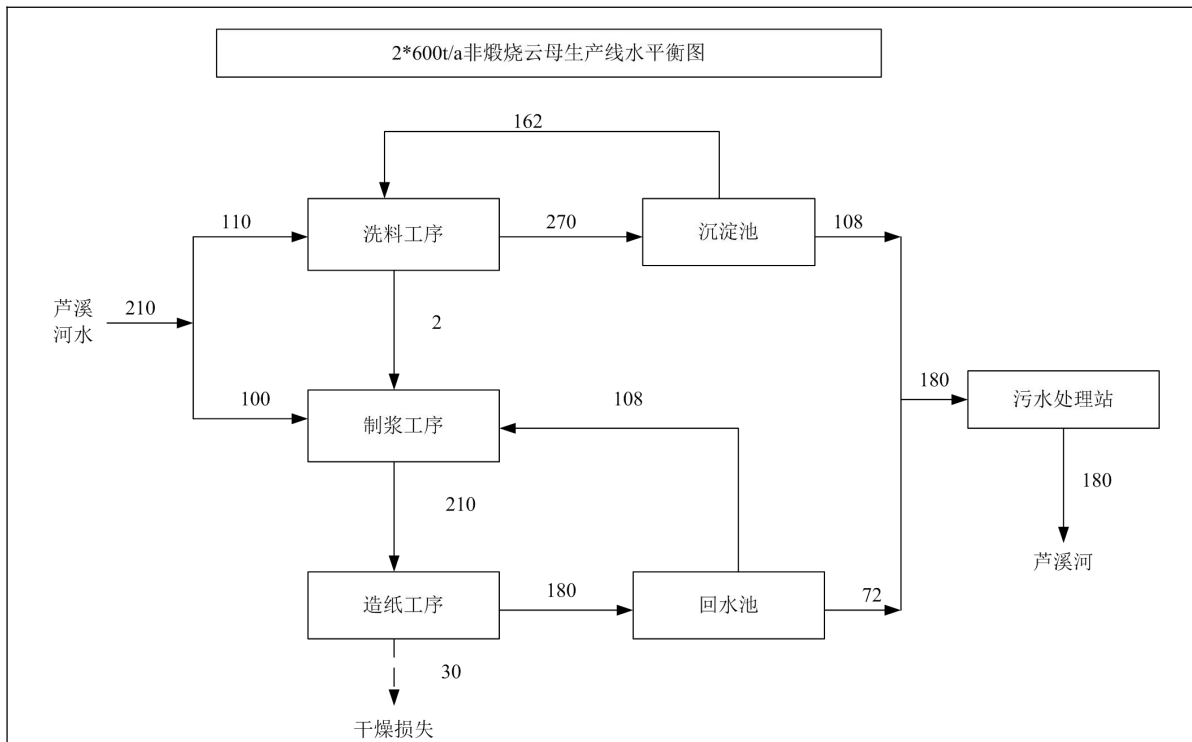 2*600t/a非煅烧云母生产线水平衡图
162
110
洗料工序
270
沉淀池
108
芦溪
河水
210
2
100
制浆工序
108
180
污水处理站
210
180
芦溪河
造纸工序
180
回水池
72
30
干燥损失